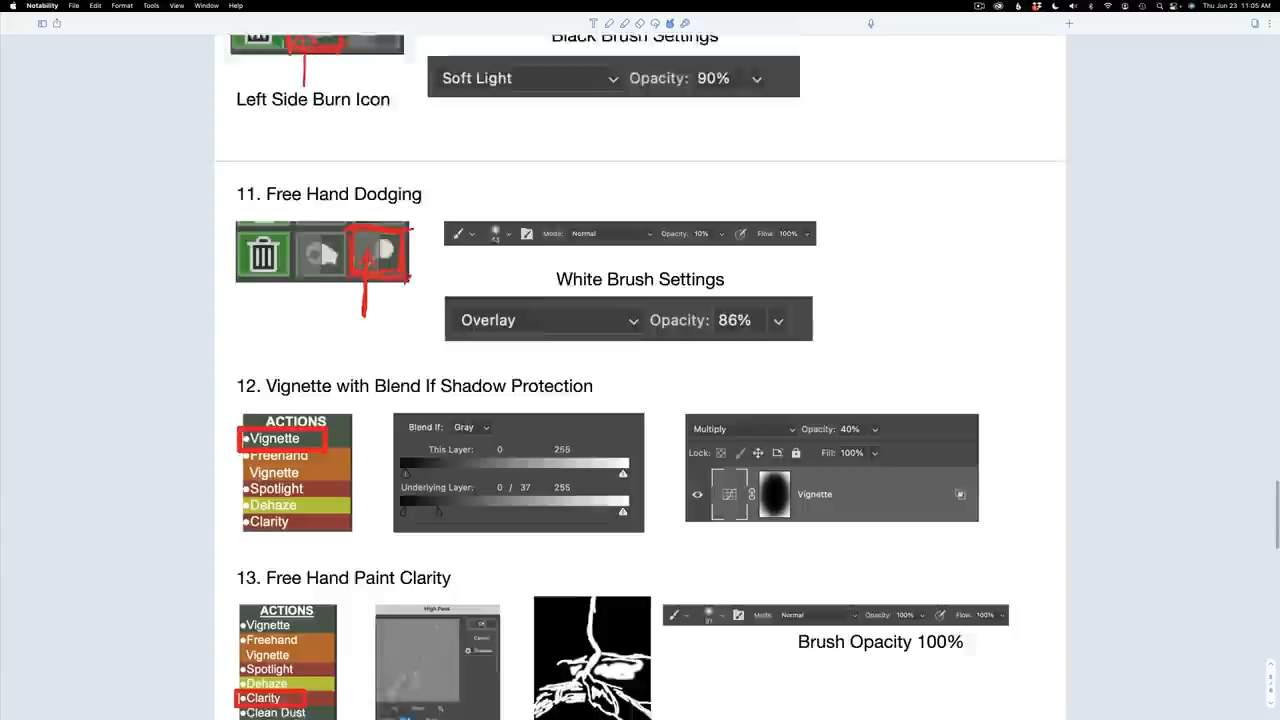 Notability File Edit Format Tools View Window Help Thu Jun 23 11:05 AM
Black Brush Settings
Soft Light Opacity: 90%
Left Side Burn Icon
11. Free Hand Dodging
Mode: Normal Opacity: 10% Flow: 100%
White Brush Settings
Overlay Opacity: 86%
12. Vignette with Blend If Shadow Protection
ACTIONS
Vignette
Freehand
Vignette
Spotlight
Dehaze
Clarity
Blend If: Gray
This Layer: 0 255
Underlying Layer: 0 / 37 255
Multiply Opacity: 40%
Lock: Fill: 100%
Vignette
13. Free Hand Paint Clarity
ACTIONS
Vignette
Freehand
Vignette
Spotlight
Dehaze
Clarity
Clean Dust
High Pass
OK
Cancel
Preview
Mode: Normal Opacity: 100% Flow: 100%
Brush Opacity 100%